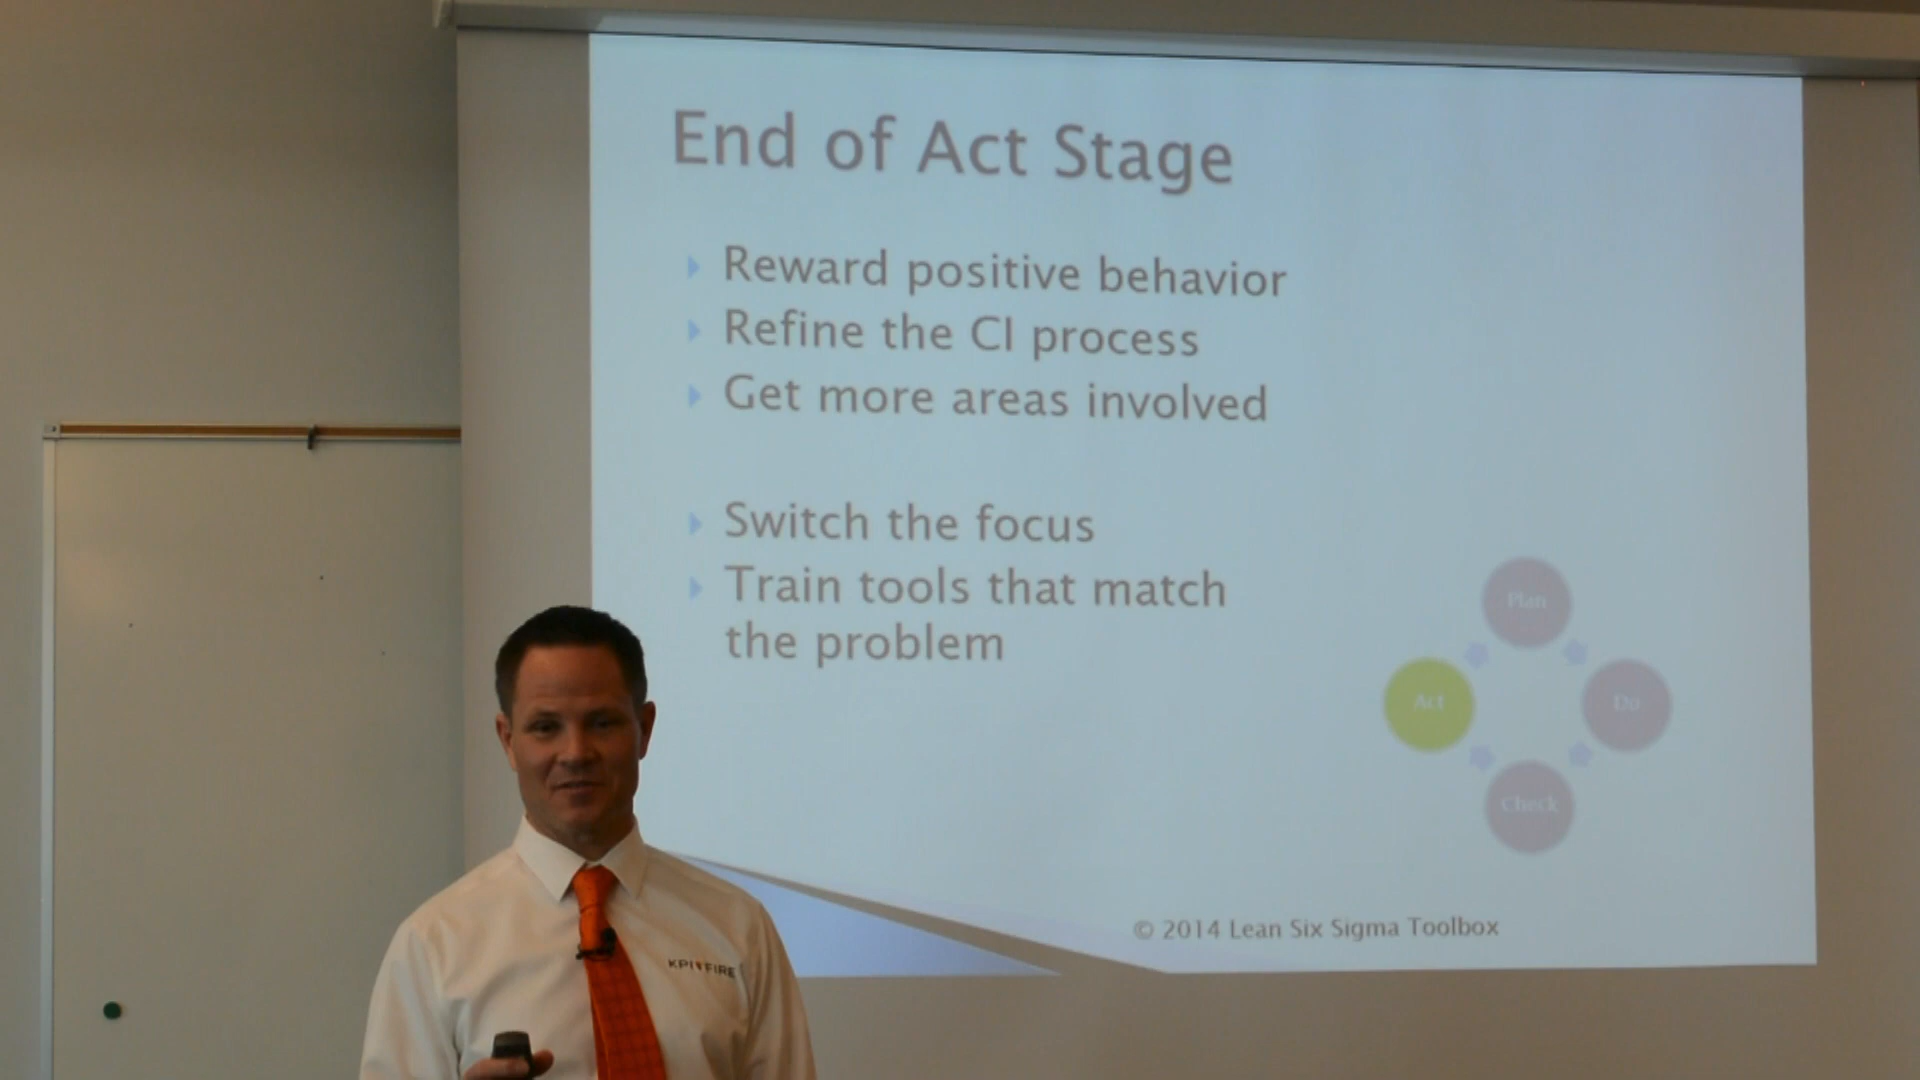 End of Act Stage
Reward positive behavior
Refine the CI process
Get more areas involved
Switch the focus
Train tools that match
the problem
Plan
Act
Do
Check
© 2014 Lean Six Sigma Toolbox
KPI FIRE